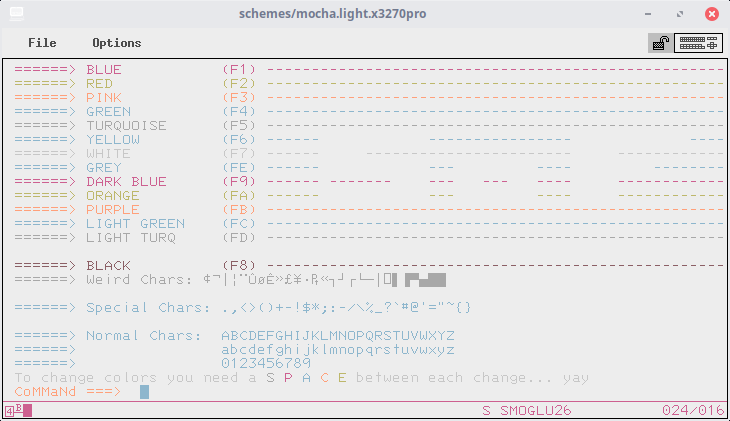 schemes/mocha.light.x3270pro
File Options
======> BLUE (F1) ---------------------------------------------------
======> RED (F2) ---------------------------------------------------
======> PINK (F3) ---------------------------------------------------
======> GREEN (F4) ---------------------------------------------------
======> TURQUOISE (F5) ---------------------------------------------------
======> YELLOW (F6) ------ --- --- ------
======> WHITE (F7) ------ --- --- ------
======> GREY (FE) ------ --- ---
======> DARK BLUE (F9) ------ --- --- ------
======> ORANGE (FA) ------ --- --- ------
======> PURPLE (FB) ---------------------------------------------------
======> LIGHT GREEN (FC) ---------------------------------------------------
======> LIGHT TURQ (FD) ---------------------------------------------------
======> BLACK (F8) ---------------------------------------------------
======> Weird Chars:
======> Special Chars: .,<>()+-!$*;:-/\%_?`#@'="~{}
======> Normal Chars: ABCDEFGHIJKLMNOPQRSTUVWXYZ
======> abcdefghijklmnopqrstuvwxyz
======> 0123456789
To change colors you need a S P A C E between each change... yay
CoMMaNd ===>
4 B
S SMOGLU26 024/016